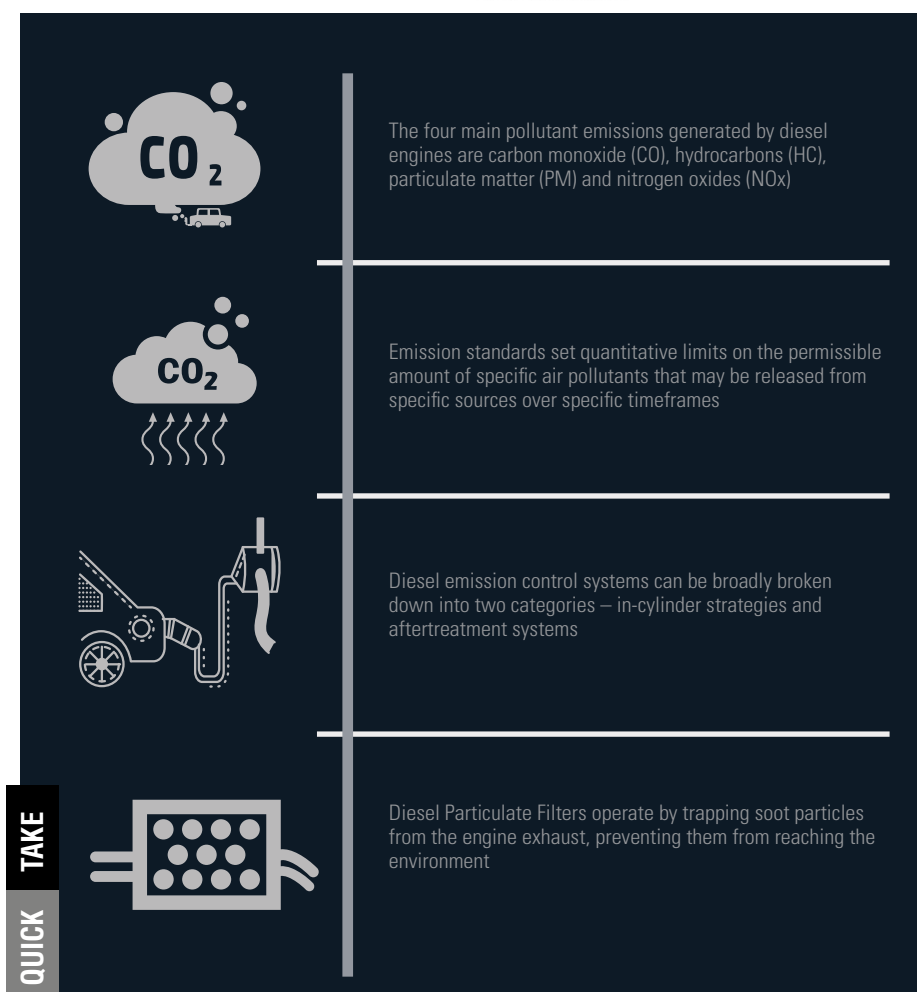 CO 2
The four main pollutant emissions generated by diesel
engines are carbon monoxide (CO), hydrocarbons (HC),
particulate matter (PM) and nitrogen oxides (NOx)
CO2
Emission standards set quantitative limits on the permissible
amount of specific air pollutants that may be released from
specific sources over specific timeframes
Diesel emission control systems can be broadly broken
down into two categories – in-cylinder strategies and
aftertreatment systems
Diesel Particulate Filters operate by trapping soot particles
from the engine exhaust, preventing them from reaching the
environment
QUICK TAKE